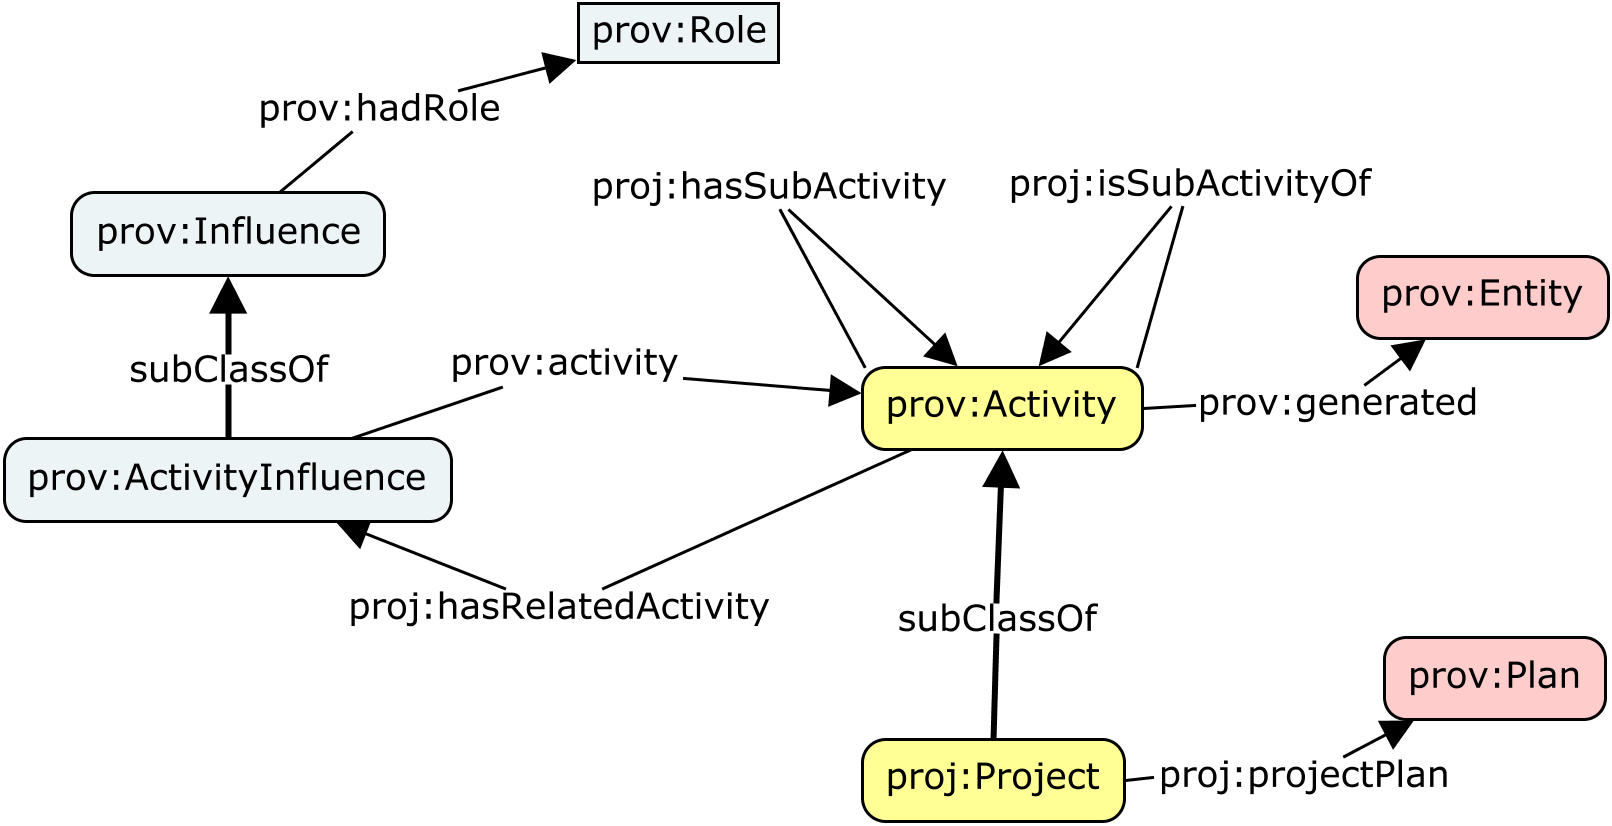 prov:Role
prov:hadRole
proj:hasSubActivity
proj:isSubActivityOf
prov:Influence
prov:Entity
subClassOf
prov:activity
prov:Activity
prov:generated
prov:ActivityInfluence
proj:hasRelatedActivity
subClassOf
prov:Plan
proj:Project
proj:projectPlan